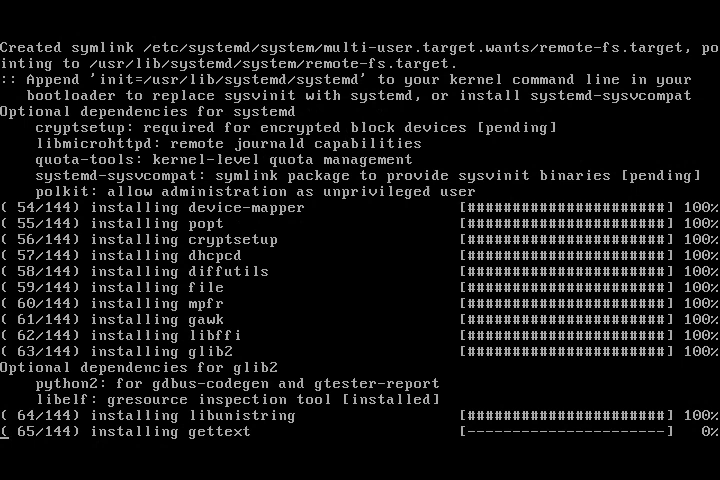 Created symlink /etc/systemd/system/multi-user.target.wants/remote-fs.target, po
inting to /usr/lib/systemd/system/remote-fs.target.
:: Append 'init=/usr/lib/systemd/systemd' to your kernel command line in your
   bootloader to replace sysvinit with systemd, or install systemd-sysvcompat
Optional dependencies for systemd
    cryptsetup: required for encrypted block devices [pending]
    libmicrohttpd: remote journald capabilities
    quota-tools: kernel-level quota management
    systemd-sysvcompat: symlink package to provide sysvinit binaries [pending]
    polkit: allow administration as unprivileged user
( 54/144) installing device-mapper                 [######################] 100%
( 55/144) installing popt                          [######################] 100%
( 56/144) installing cryptsetup                    [######################] 100%
( 57/144) installing dhcpcd                        [######################] 100%
( 58/144) installing diffutils                     [######################] 100%
( 59/144) installing file                          [######################] 100%
( 60/144) installing mpfr                          [######################] 100%
( 61/144) installing gawk                          [######################] 100%
( 62/144) installing libffi                        [######################] 100%
( 63/144) installing glib2                         [######################] 100%
Optional dependencies for glib2
    python2: for gdbus-codegen and gtester-report
    libelf: gresource inspection tool [installed]
( 64/144) installing libunistring                  [######################] 100%
( 65/144) installing gettext                       [----------------------]   0%